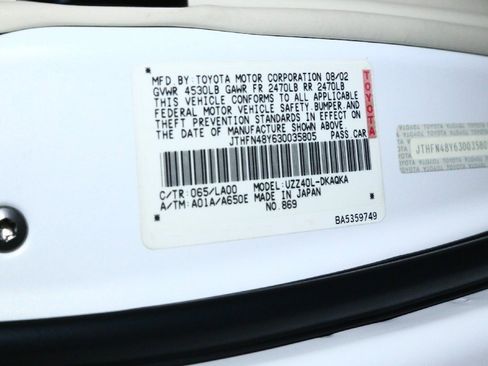 MFD BY TOYOTA MOTOR CORPORATION 08/02
GVWR 4530LB GAWR FR 2470LB RR 2470LB
THIS VEHICLE CONFORMS TO ALL APPLICABLE
FEDERAL MOTOR VEHICLE SAFETY, BUMPER, AND
THEFT PREVENTION STANDARDS IN EFFECT ON
THE DATE OF MANUFACTURE SHOWN ABOVE.
JTHFN48Y630035805 PASS.CAR
TOYOTA
C/TR: 065/LA00 MODEL: UZZ40L-DKAQKA
A/TM: A01A/A650E MADE IN JAPAN
NO.869
BA5359749
JTHFN48Y630035805